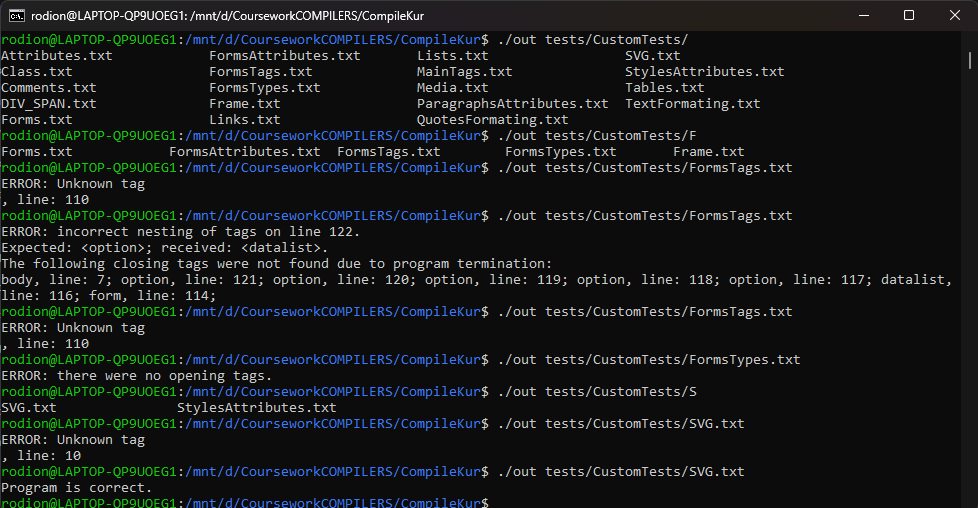 rodion@LAPTOP-QP9UOEG1: /mnt/d/CourseworkCOMPILERS/CompileKur
rodion@LAPTOP-QP9UOEG1:/mnt/d/CourseworkCOMPILERS/CompileKur$ ./out tests/CustomTests/
Attributes.txt FormsAttributes.txt Lists.txt SVG.txt
Class.txt FormsTags.txt MainTags.txt StylesAttributes.txt
Comments.txt FormsTypes.txt Media.txt Tables.txt
DIV_SPAN.txt Frame.txt ParagraphsAttributes.txt TextFormating.txt
Forms.txt Links.txt QuotesFormating.txt
rodion@LAPTOP-QP9UOEG1:/mnt/d/CourseworkCOMPILERS/CompileKur$ ./out tests/CustomTests/F
Forms.txt FormsAttributes.txt FormsTags.txt FormsTypes.txt Frame.txt
rodion@LAPTOP-QP9UOEG1:/mnt/d/CourseworkCOMPILERS/CompileKur$ ./out tests/CustomTests/FormsTags.txt
ERROR: Unknown tag
, line: 110
rodion@LAPTOP-QP9UOEG1:/mnt/d/CourseworkCOMPILERS/CompileKur$ ./out tests/CustomTests/FormsTags.txt
ERROR: incorrect nesting of tags on line 122.
Expected: <option>; received: <datalist>.
The following closing tags were not found due to program termination:
body, line: 7; option, line: 121; option, line: 120; option, line: 119; option, line: 118; option, line: 117; datalist,
line: 116; form, line: 114;
rodion@LAPTOP-QP9UOEG1:/mnt/d/CourseworkCOMPILERS/CompileKur$ ./out tests/CustomTests/FormsTags.txt
ERROR: Unknown tag
, line: 110
rodion@LAPTOP-QP9UOEG1:/mnt/d/CourseworkCOMPILERS/CompileKur$ ./out tests/CustomTests/FormsTypes.txt
ERROR: there were no opening tags.
rodion@LAPTOP-QP9UOEG1:/mnt/d/CourseworkCOMPILERS/CompileKur$ ./out tests/CustomTests/S
SVG.txt StylesAttributes.txt
rodion@LAPTOP-QP9UOEG1:/mnt/d/CourseworkCOMPILERS/CompileKur$ ./out tests/CustomTests/SVG.txt
ERROR: Unknown tag
, line: 10
rodion@LAPTOP-QP9UOEG1:/mnt/d/CourseworkCOMPILERS/CompileKur$ ./out tests/CustomTests/SVG.txt
Program is correct.
rodion@LAPTOP-QP9UOEG1:/mnt/d/CourseworkCOMPILERS/CompileKur$